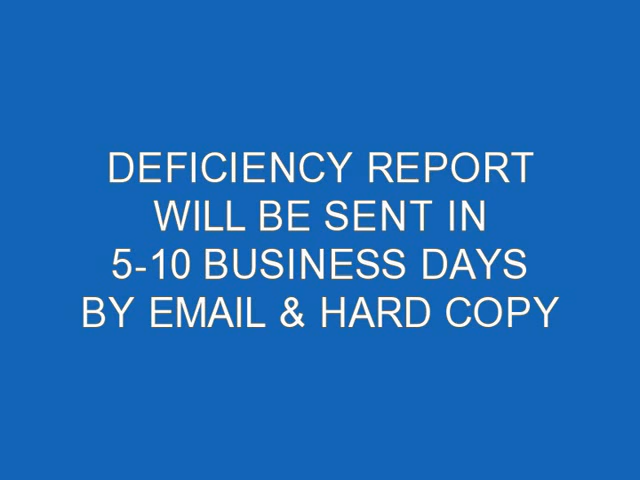 DEFICIENCY REPORT
WILL BE SENT IN
5-10 BUSINESS DAYS
BY EMAIL & HARD COPY